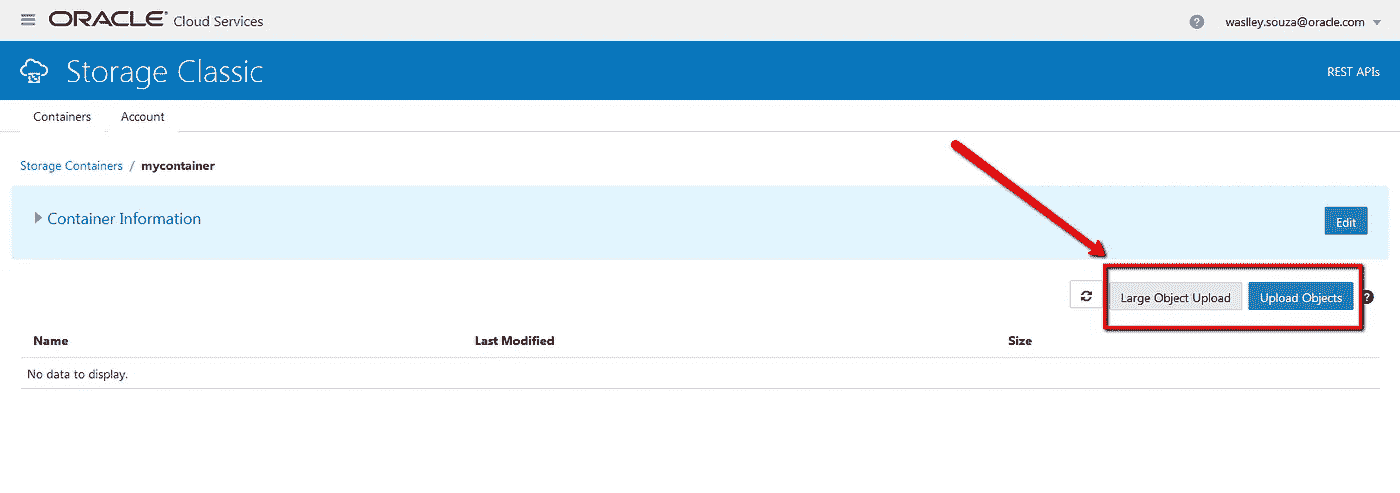 ORACLE Cloud Services
? waslley.souza@oracle.com
Storage Classic
REST APIs
Containers Account
Storage Containers / mycontainer
Container Information
Edit
Large Object Upload Upload Objects ?
Name Last Modified Size
No data to display.